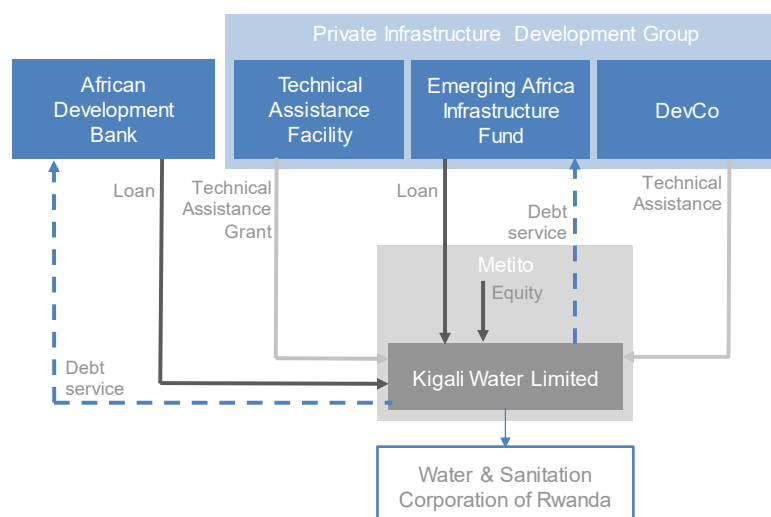 Private Infrastructure Development Group
African
Development
Bank
Technical
Assistance
Facility
Emerging Africa
Infrastructure
Fund
DevCo
Loan
Technical
Assistance
Grant
Loan
Debt
service
Technical
Assistance
Metito
Equity
Debt
service
Kigali Water Limited
Water & Sanitation
Corporation of Rwanda